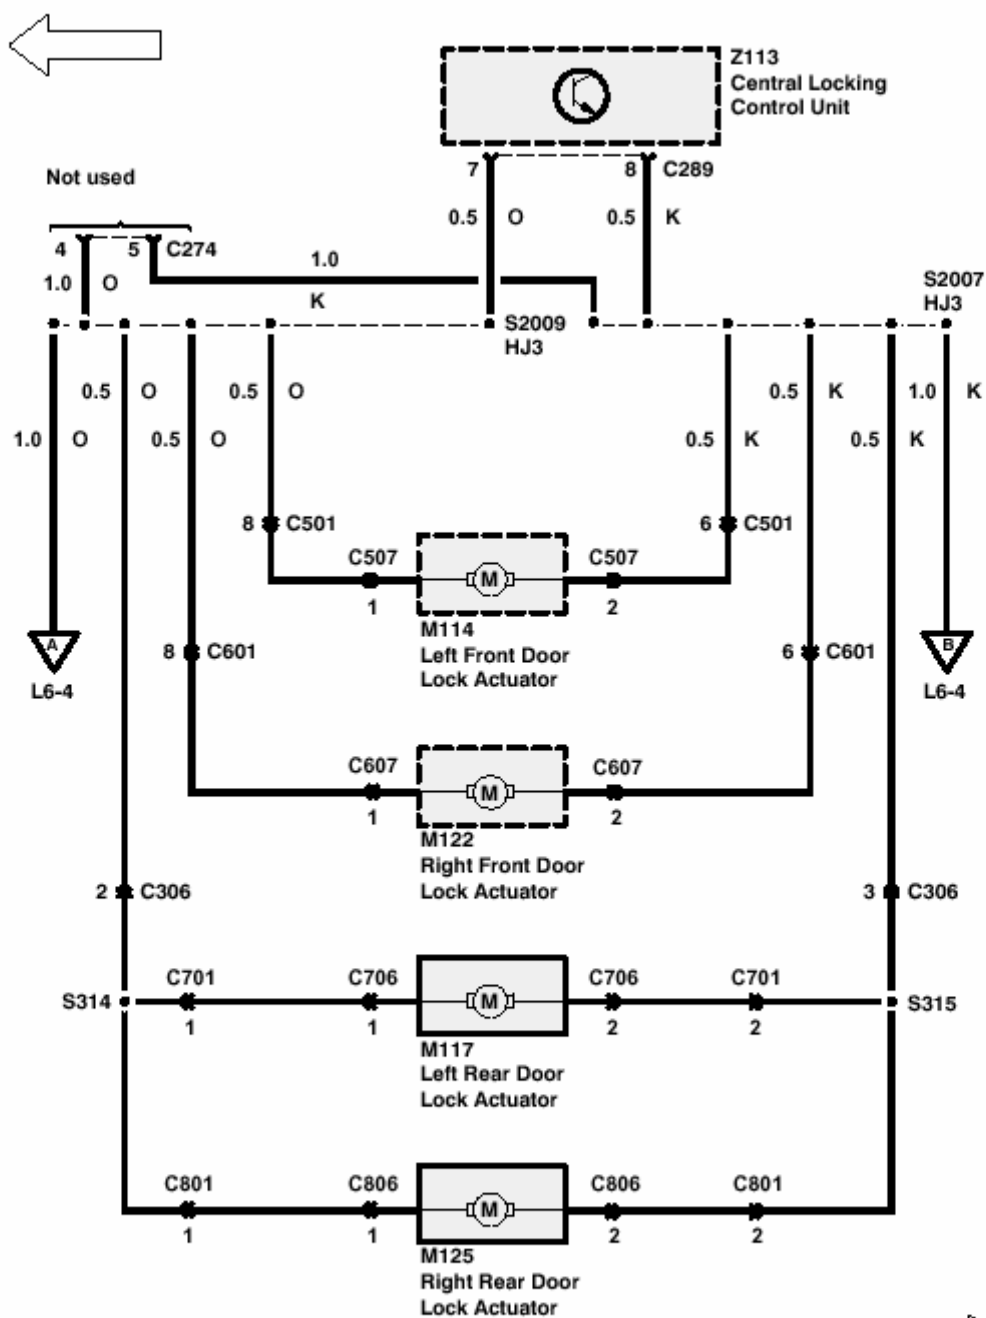 Z113
Central Locking
Control Unit
7
8 C289
Not used
0.5 O
0.5 K
4
5 C274
1.0
1.0 O
K
S2007
HJ3
S2009
HJ3
0.5 O
0.5 O
0.5 K
1.0 K
1.0 O
0.5 O
0.5 K
0.5 K
8 C501
6 C501
C507
M
C507
1
2
M114
Left Front Door
Lock Actuator
A
L6-4
8 C601
6 C601
B
L6-4
C607
M
C607
1
2
M122
Right Front Door
Lock Actuator
2 C306
3 C306
C701
C706
C706
C701
S314
M
S315
1
1
2
2
M117
Left Rear Door
Lock Actuator
C801
C806
C806
C801
M
1
1
2
2
M125
Right Rear Door
Lock Actuator